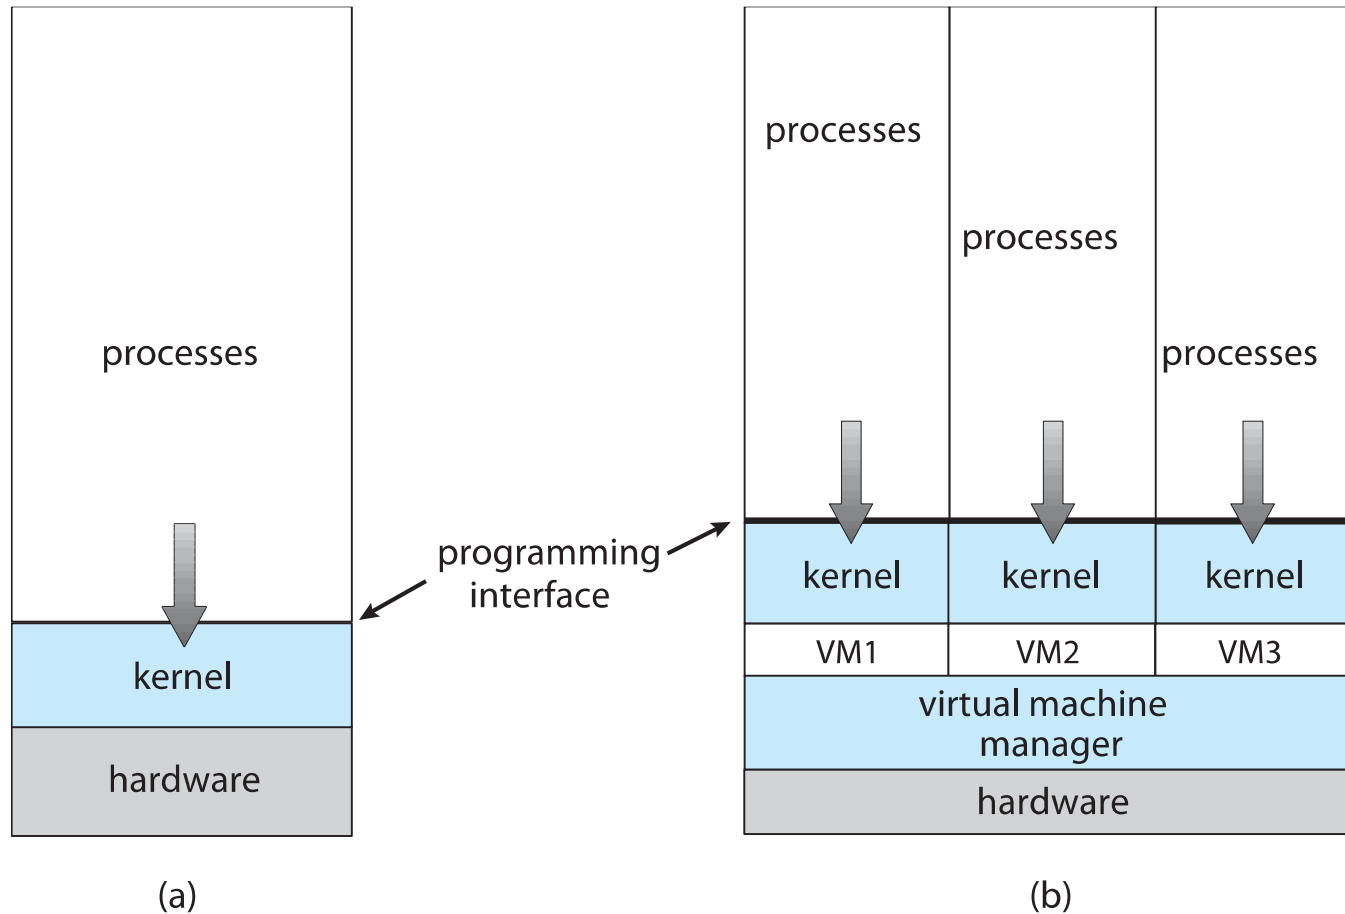 processes
kernel
hardware
(a)
programming
interface
processes
processes
processes
kernel
kernel
kernel
VM1
VM2
VM3
virtual machine
manager
hardware
(b)